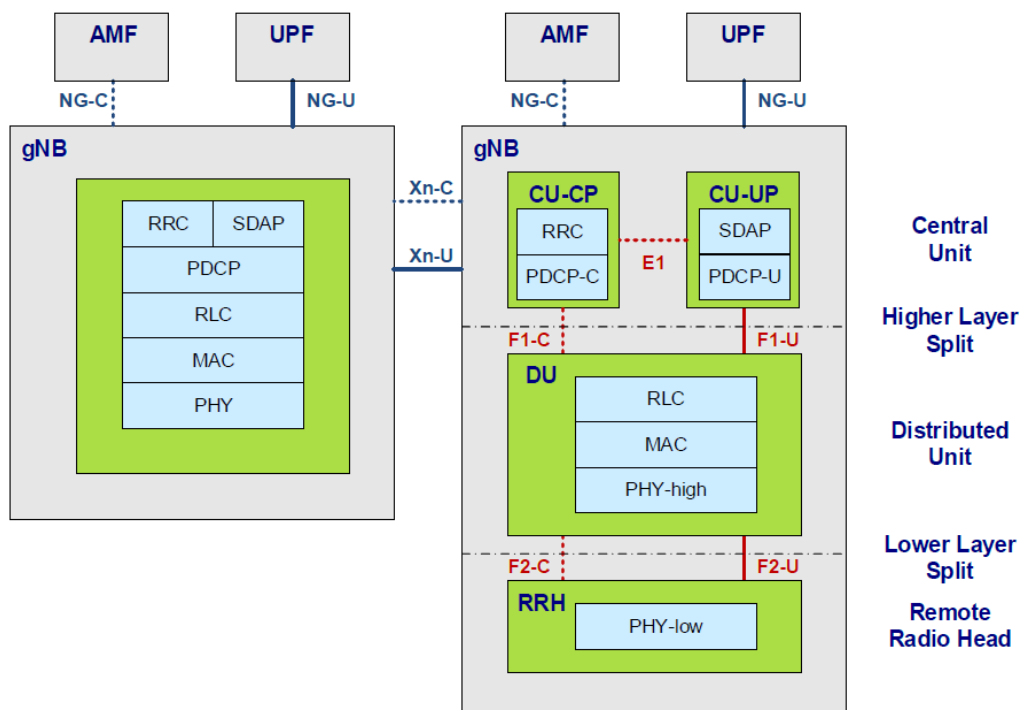 AMF
UPF
AMF
UPF
NG-C
NG-U
NG-C
NG-U
gNB
gNB
Xn-C
Xn-U
RRC
SDAP
PDCP
RLC
MAC
PHY
CU-CP
RRC
PDCP-C
E1
CU-UP
SDAP
PDCP-U
Central
Unit
F1-C
F1-U
Higher Layer
Split
DU
RLC
MAC
PHY-high
Distributed
Unit
F2-C
F2-U
Lower Layer
Split
RRH
PHY-low
Remote
Radio Head